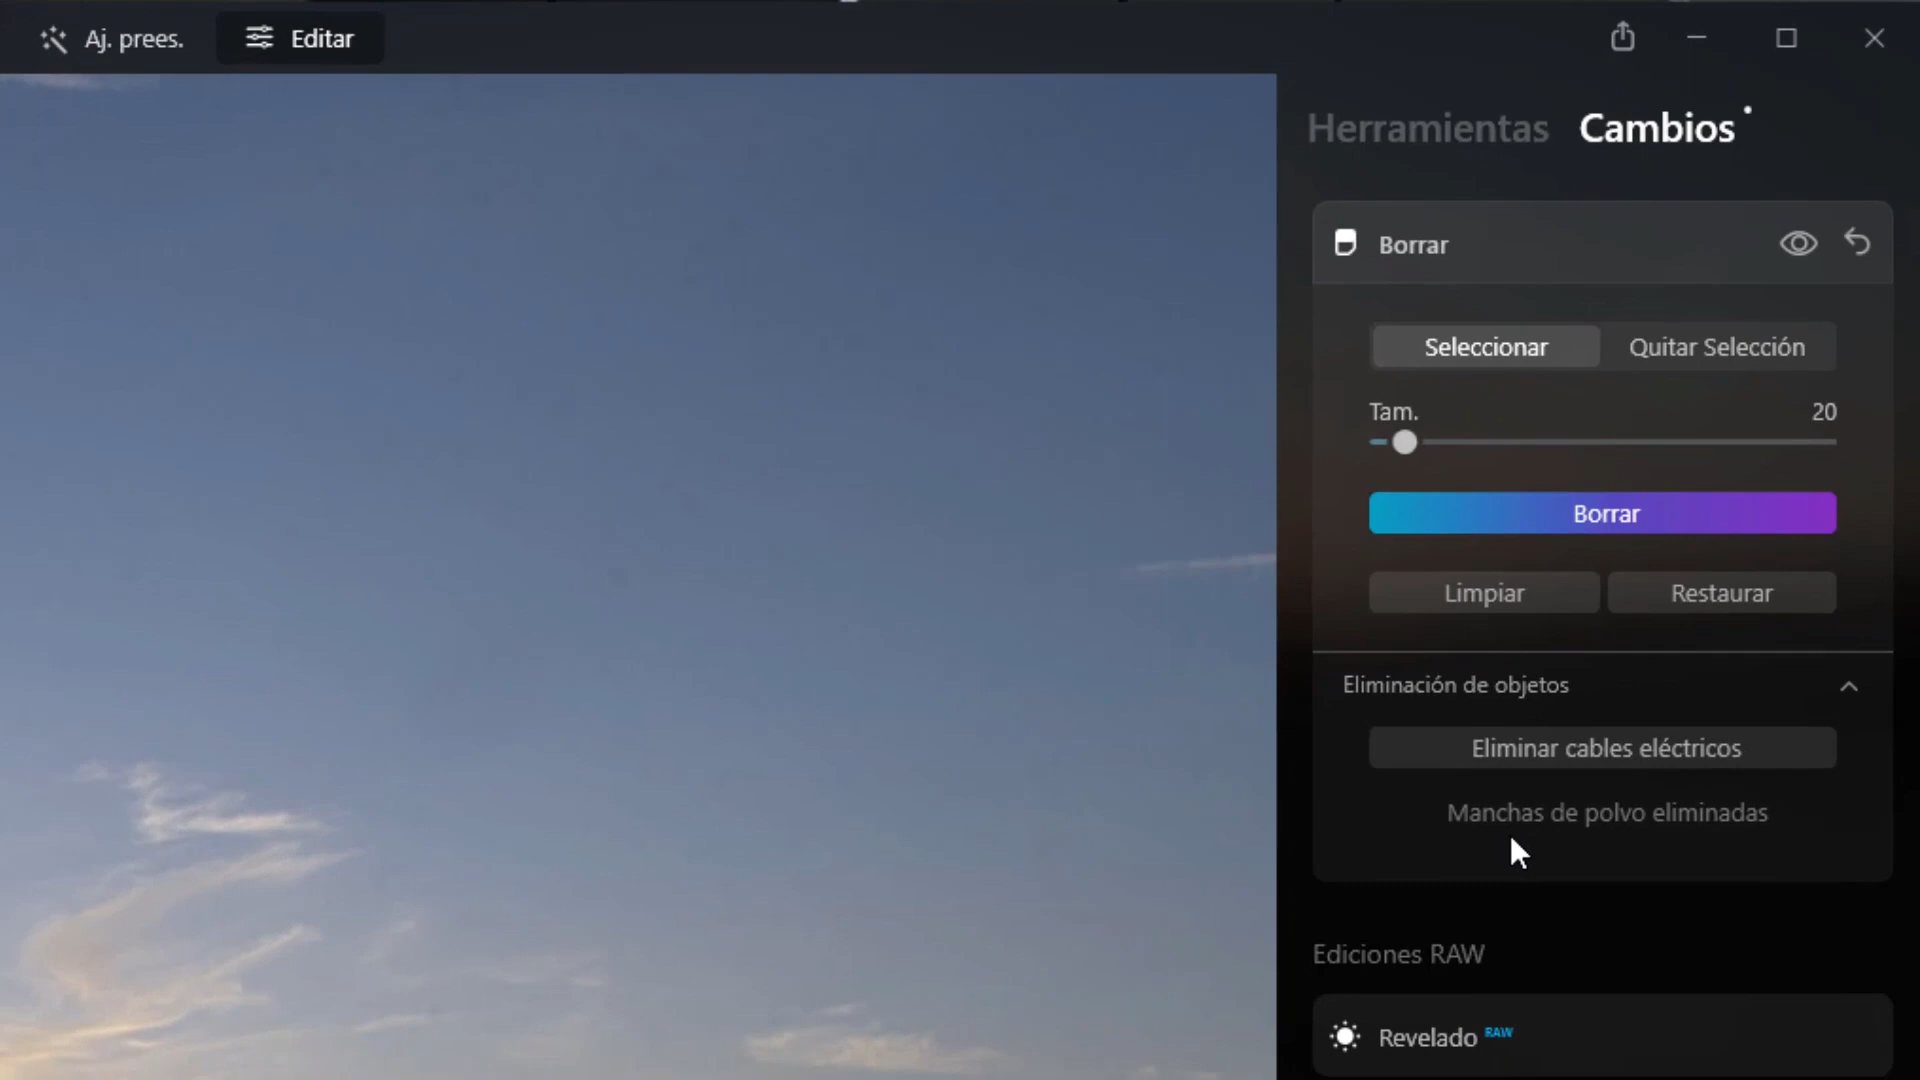 Aj. prees.
Editar
Herramientas
Cambios
Borrar
Seleccionar
Quitar Selección
Tam.
20
Borrar
Limpiar
Restaurar
Eliminación de objetos
Eliminar cables eléctricos
Manchas de polvo eliminadas
Ediciones RAW
Revelado RAW